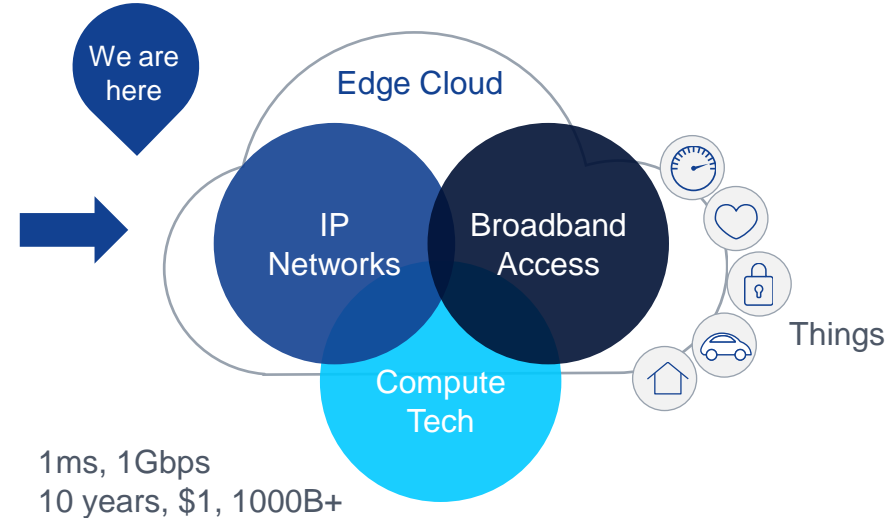 We are
here
Edge Cloud
IP
Networks
Broadband
Access
Things
Compute
Tech
1ms, 1Gbps
10 years, $1, 1000B+